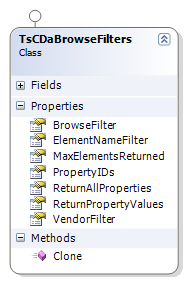 TsCDaBrowseFilters
Class
Fields
Properties
BrowseFilter
ElementNameFilter
MaxElementsReturned
PropertyIDs
ReturnAllProperties
ReturnPropertyValues
VendorFilter
Methods
Clone